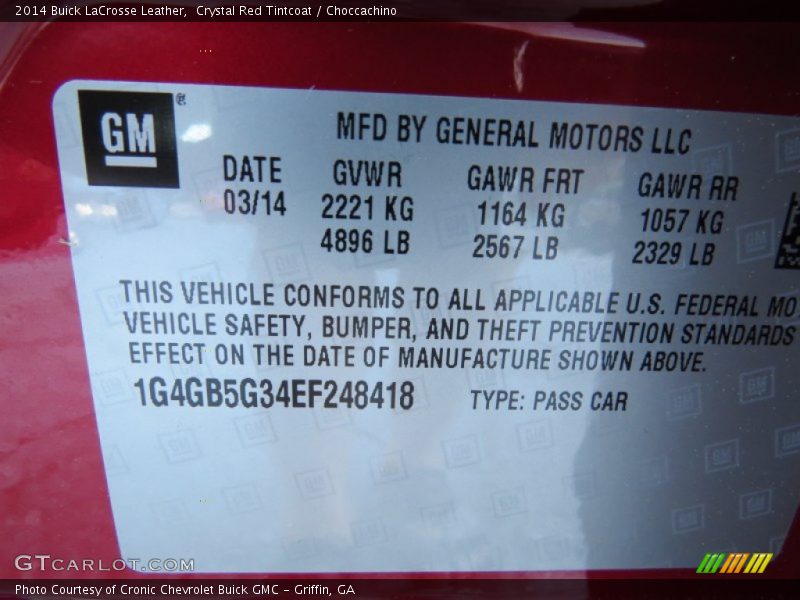 2014 Buick LaCrosse Leather,  Crystal Red Tintcoat / Choccachino
GM ®
MFD BY GENERAL MOTORS LLC
DATE GVWR GAWR FRT GAWR RR
03/14 2221 KG 1164 KG 1057 KG
4896 LB 2567 LB 2329 LB
THIS VEHICLE CONFORMS TO ALL APPLICABLE U.S. FEDERAL MO
VEHICLE SAFETY, BUMPER, AND THEFT PREVENTION STANDARDS
EFFECT ON THE DATE OF MANUFACTURE SHOWN ABOVE.
1G4GB5G34EF248418 TYPE: PASS CAR
GTCARLOT.COM
Photo Courtesy of Cronic Chevrolet Buick GMC - Griffin, GA